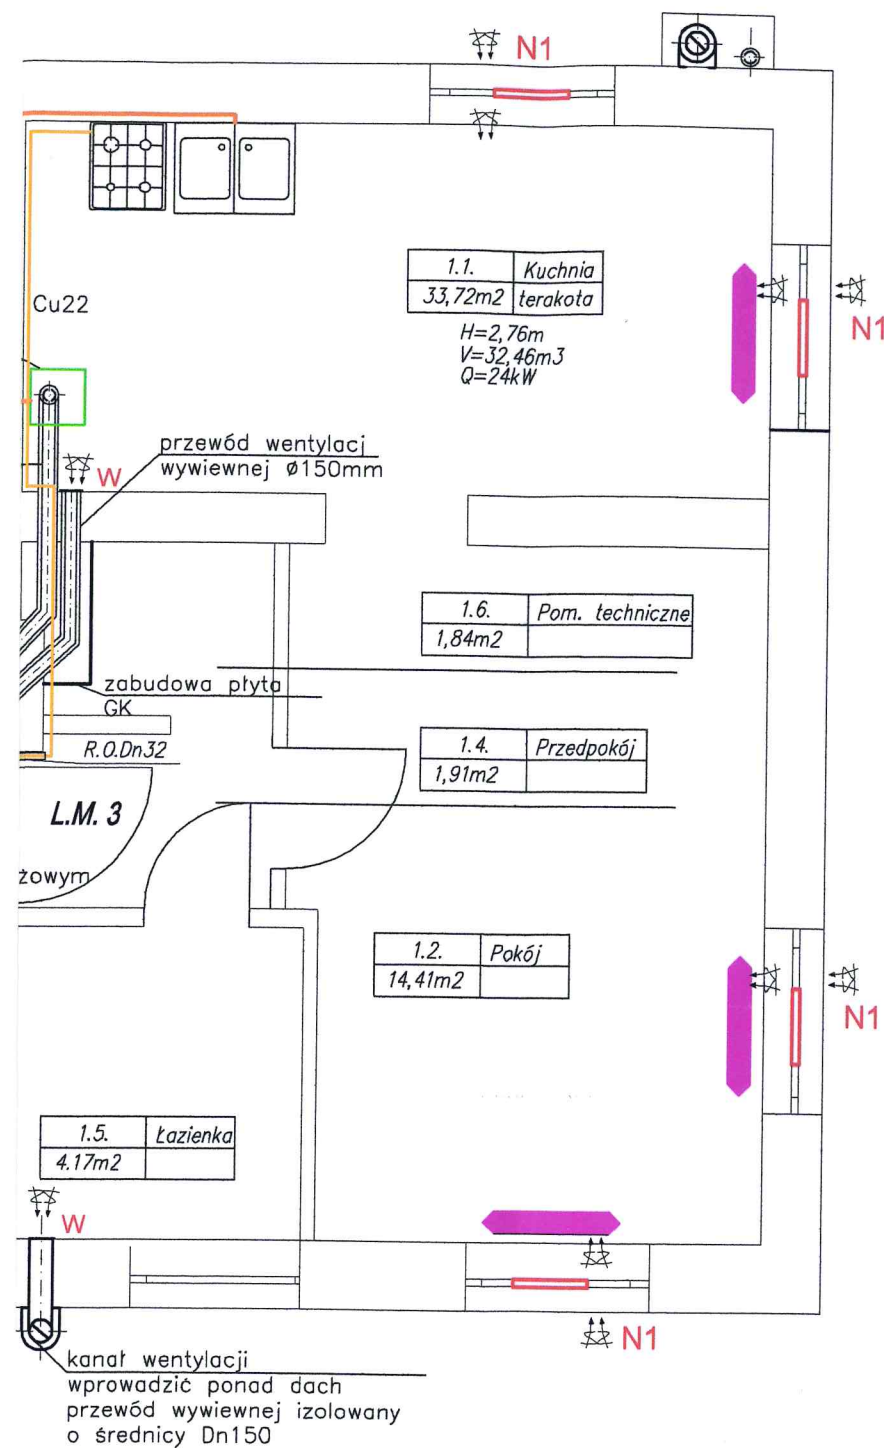 N1
1.1. Kuchnia
33,72m2 terakota
H=2,76m
V=32,46m3
Q=24kW
Cu22
N1
przewód wentylacj
wywiewnej ø150mm
W
1.6. Pom. techniczne
1,84m2
zabudowa płyta
GK
1.4. Przedpokój
1,91m2
R.O.Dn32
L.M. 3
żowym
1.2. Pokój
14,41m2
N1
1.5. Łazienka
4.17m2
W
N1
kanał wentylacji
wprowadzić ponad dach
przewód wywiewnej izolowany
o średnicy Dn150